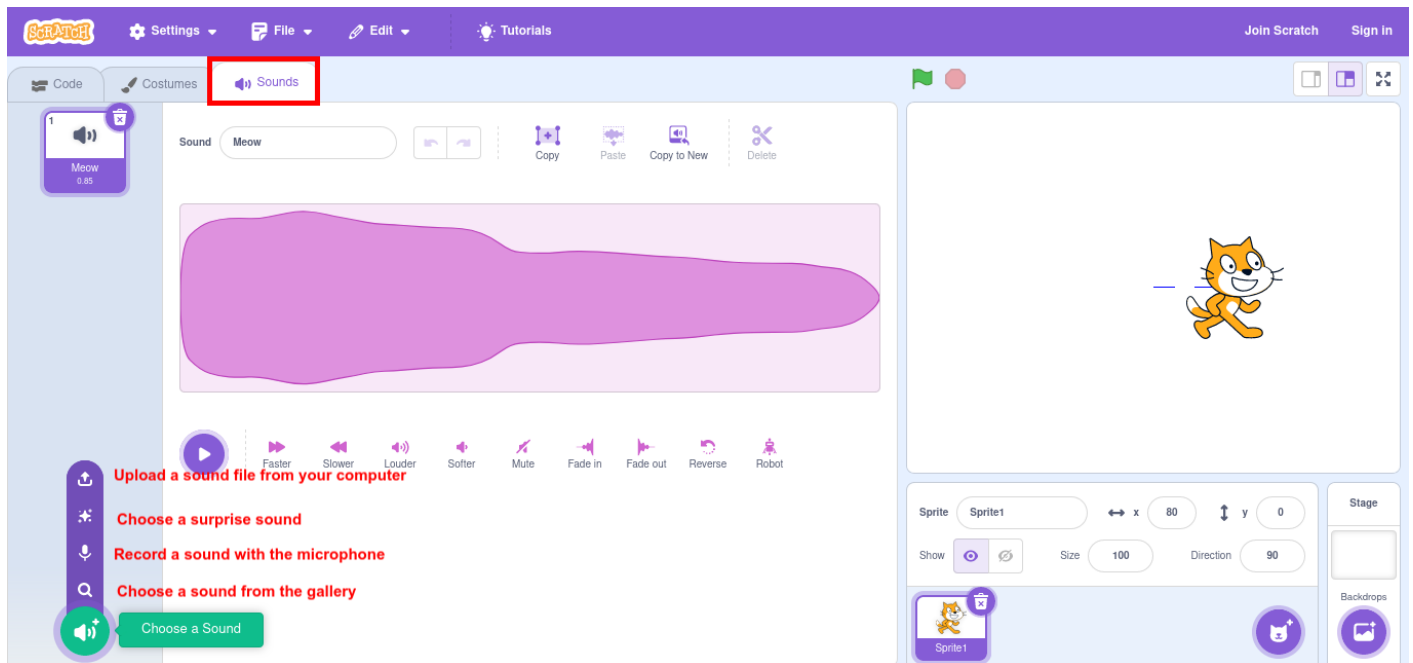 SCRATCH Settings File Edit Tutorials Join Scratch Sign in
Code Costumes Sounds
1
Meow
0.85
Sound Meow
Copy Paste Copy to New Delete
Faster Slower Louder Softer Mute Fade in Fade out Reverse Robot
Upload a sound file from your computer
Choose a surprise sound
Record a sound with the microphone
Choose a sound from the gallery
Choose a Sound
Sprite Sprite1 x 80 y 0
Show Size 100 Direction 90
Sprite1
Stage
Backdrops